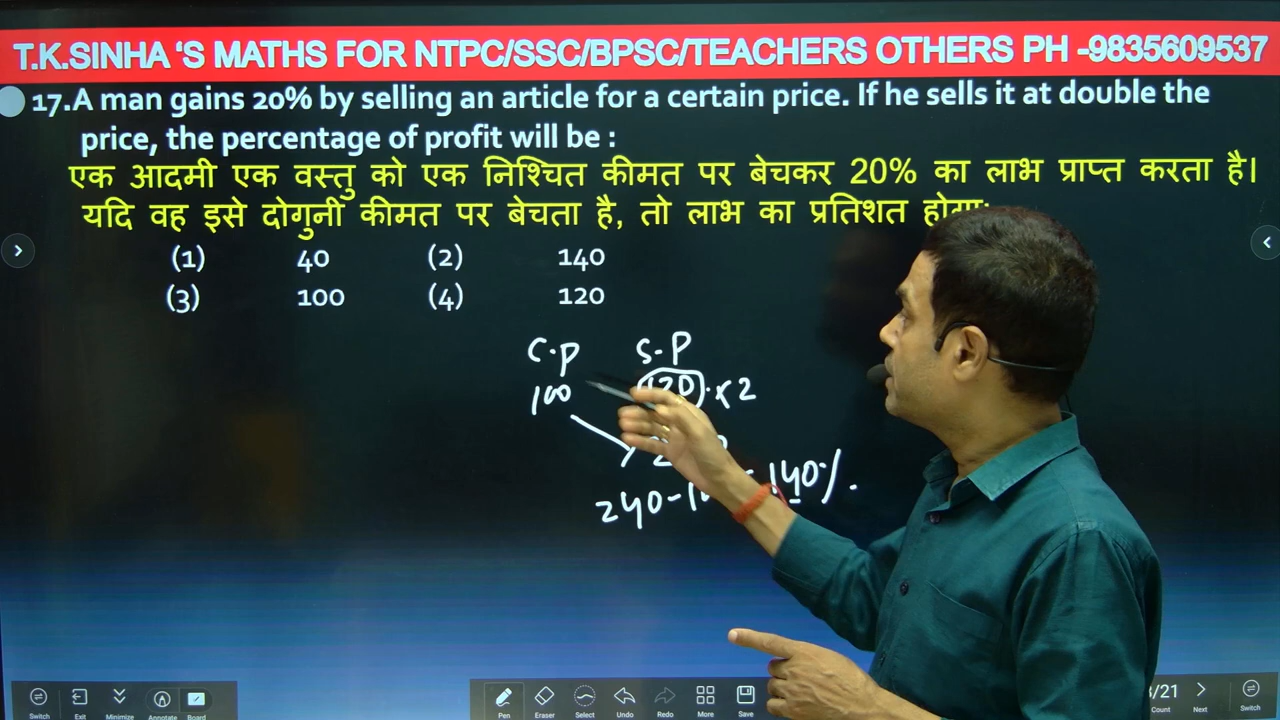 T.K.SINHA ‘S MATHS FOR NTPC/SSC/BPSC/TEACHERS OTHERS PH -9835609537
17.A man gains 20% by selling an article for a certain price. If he sells it at double the
price, the percentage of profit will be :
एक आदमी एक वस्तु को एक निश्चित कीमत पर बेचकर 20% का लाभ प्राप्त करता है।
यदि वह इसे दोगुनी कीमत पर बेचता है, तो लाभ का प्रतिशत होगा:
(1) 40 (2) 140
(3) 100 (4) 120
C.P S-P
100 120 x 2
240-10 140%.
Switch Exit Minimize Annotate Board Pen Eraser Select Undo Redo More Save /21 Count Next Switch